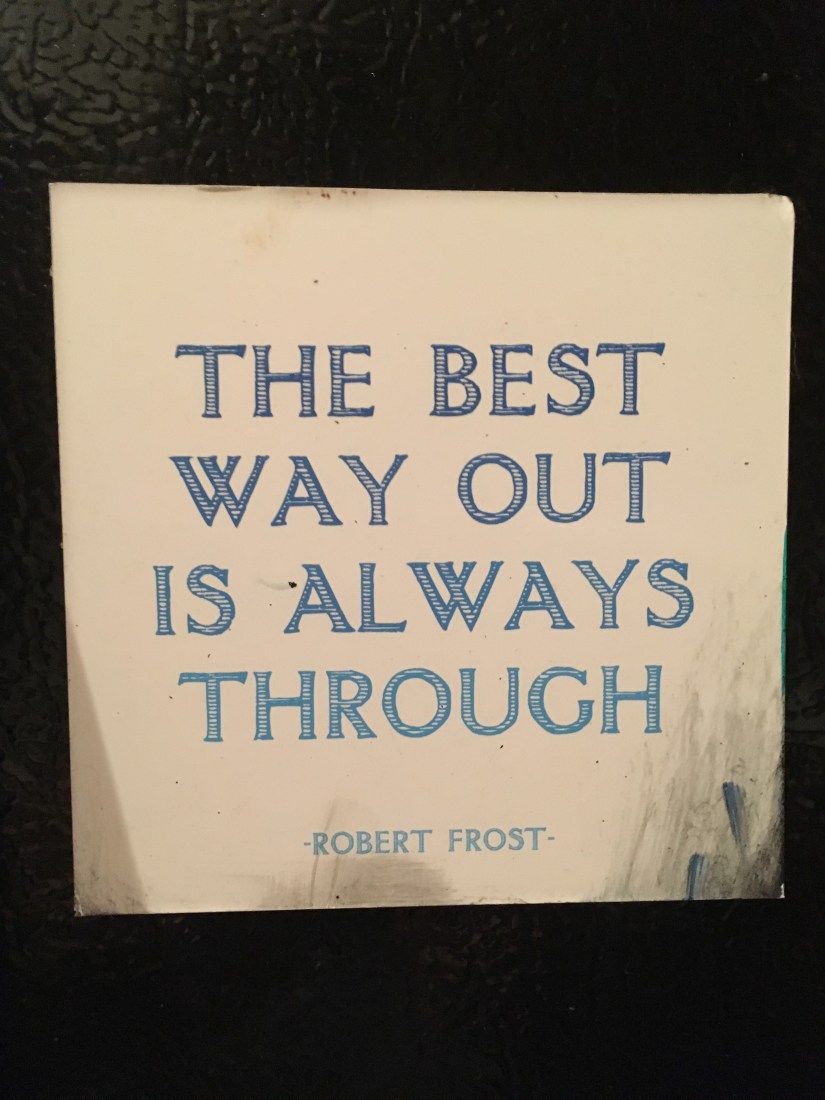 THE BEST
WAY OUT
IS ALWAYS
THROUGH
-ROBERT FROST-